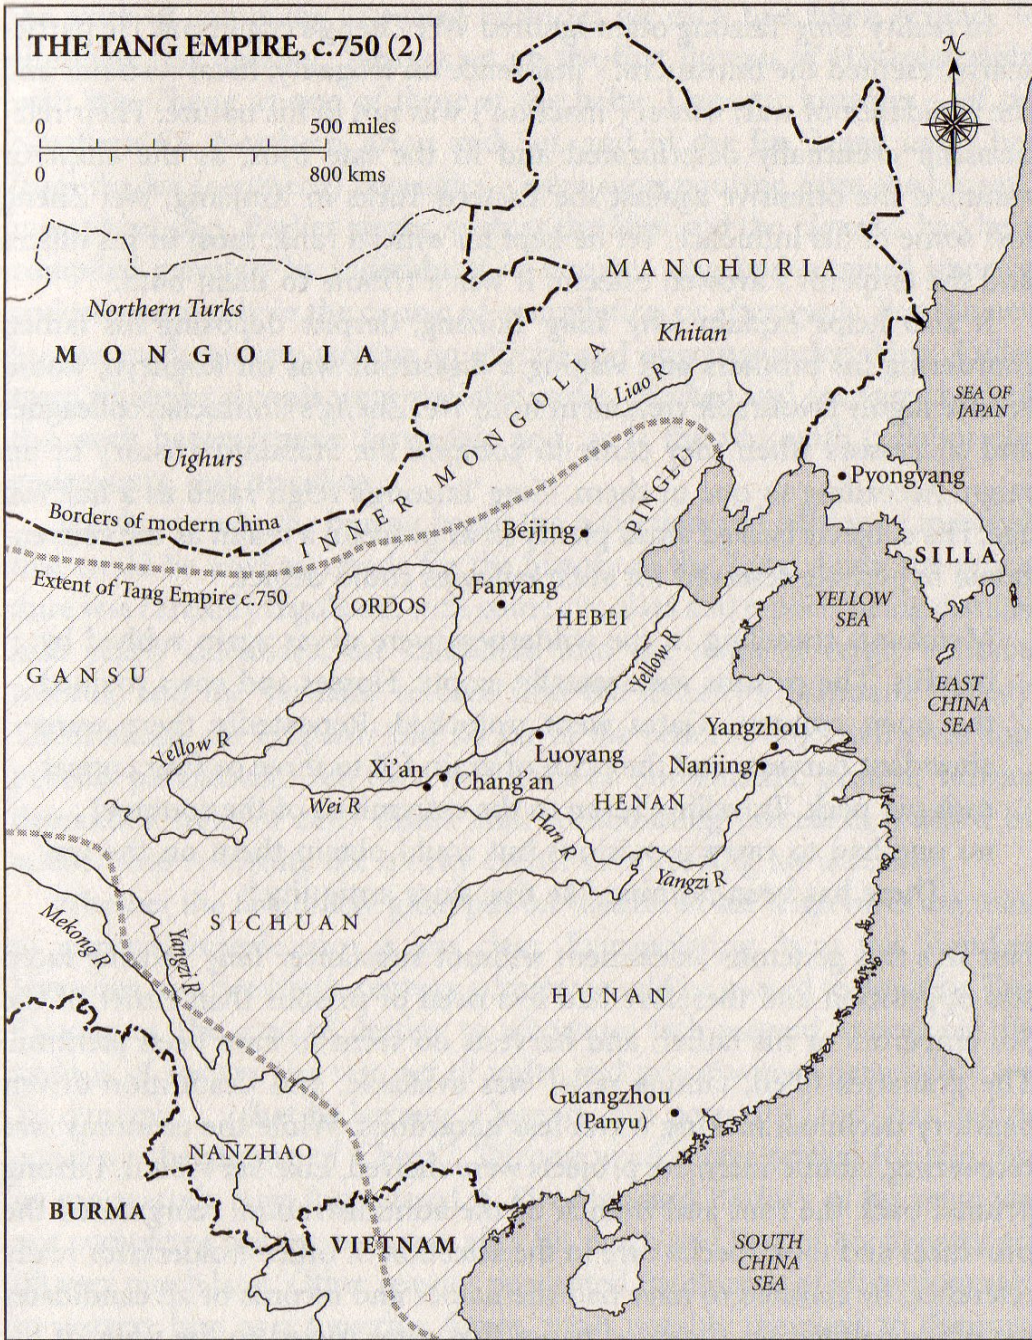 THE TANG EMPIRE, c.750 (2)
N
0 500 miles
0 800 kms
MANCHURIA
Northern Turks
MONGOLIA
Khitan
Liao R
SEA OF
JAPAN
Uighurs
INNER MONGOLIA
Pyongyang
PINGLU
Borders of modern China
Beijing
SILLA
Extent of Tang Empire c.750
ORDOS
Fanyang
HEBEI
YELLOW
SEA
GANSU
Yellow R
EAST
CHINA
SEA
Yellow R
Luoyang
Yangzhou
Nanjing
Xi'an
Chang'an
Wei R
HENAN
Han R
Yangzi R
SICHUAN
Mekong R
Yangzi R
HUNAN
Guangzhou
(Panyu)
NANZHAO
BURMA
VIETNAM
SOUTH
CHINA
SEA